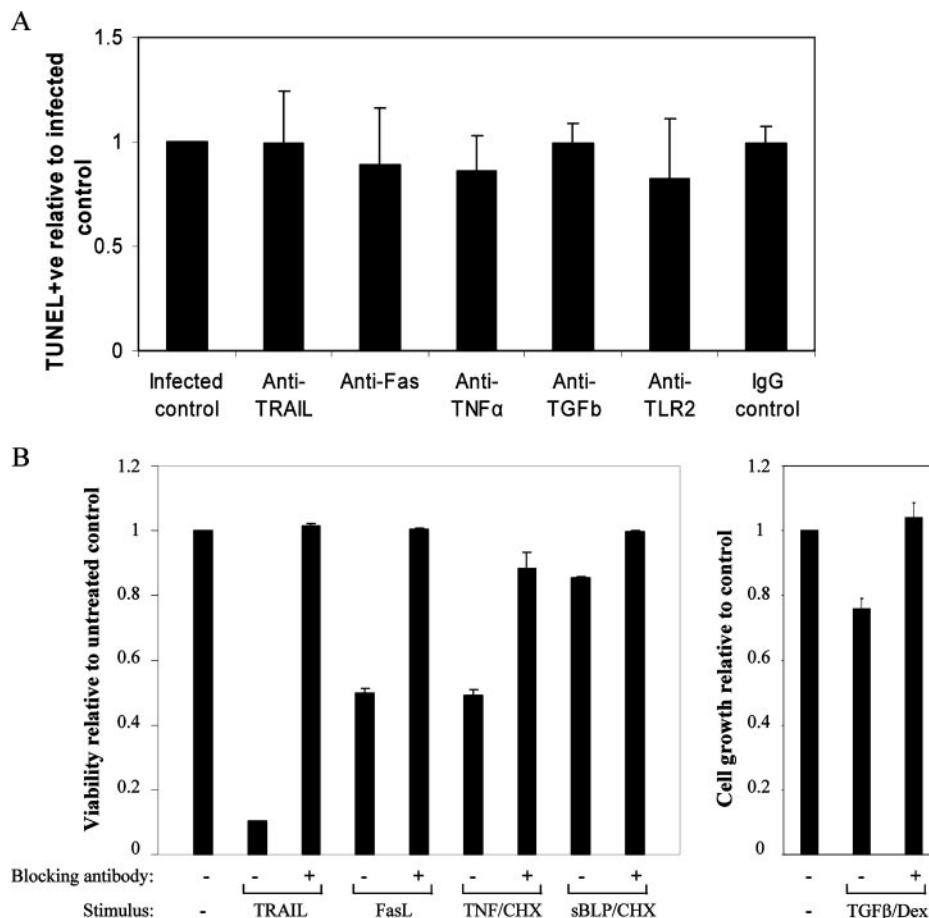 A
TUNEL+ve relative to infected
control
1.5
1
0.5
0
Infected control
Anti-TRAIL
Anti-Fas
Anti-TNFα
Anti-TGFb
Anti-TLR2
IgG control
B
Viability relative to untreated control
1.2
1
0.8
0.6
0.4
0.2
0
Cell growth relative to control
1.2
1
0.8
0.6
0.4
0.2
0
Blocking antibody: - - + - + - + - + - - +
Stimulus: - TRAIL FasL TNF/CHX sBLP/CHX - TGFβ/Dex